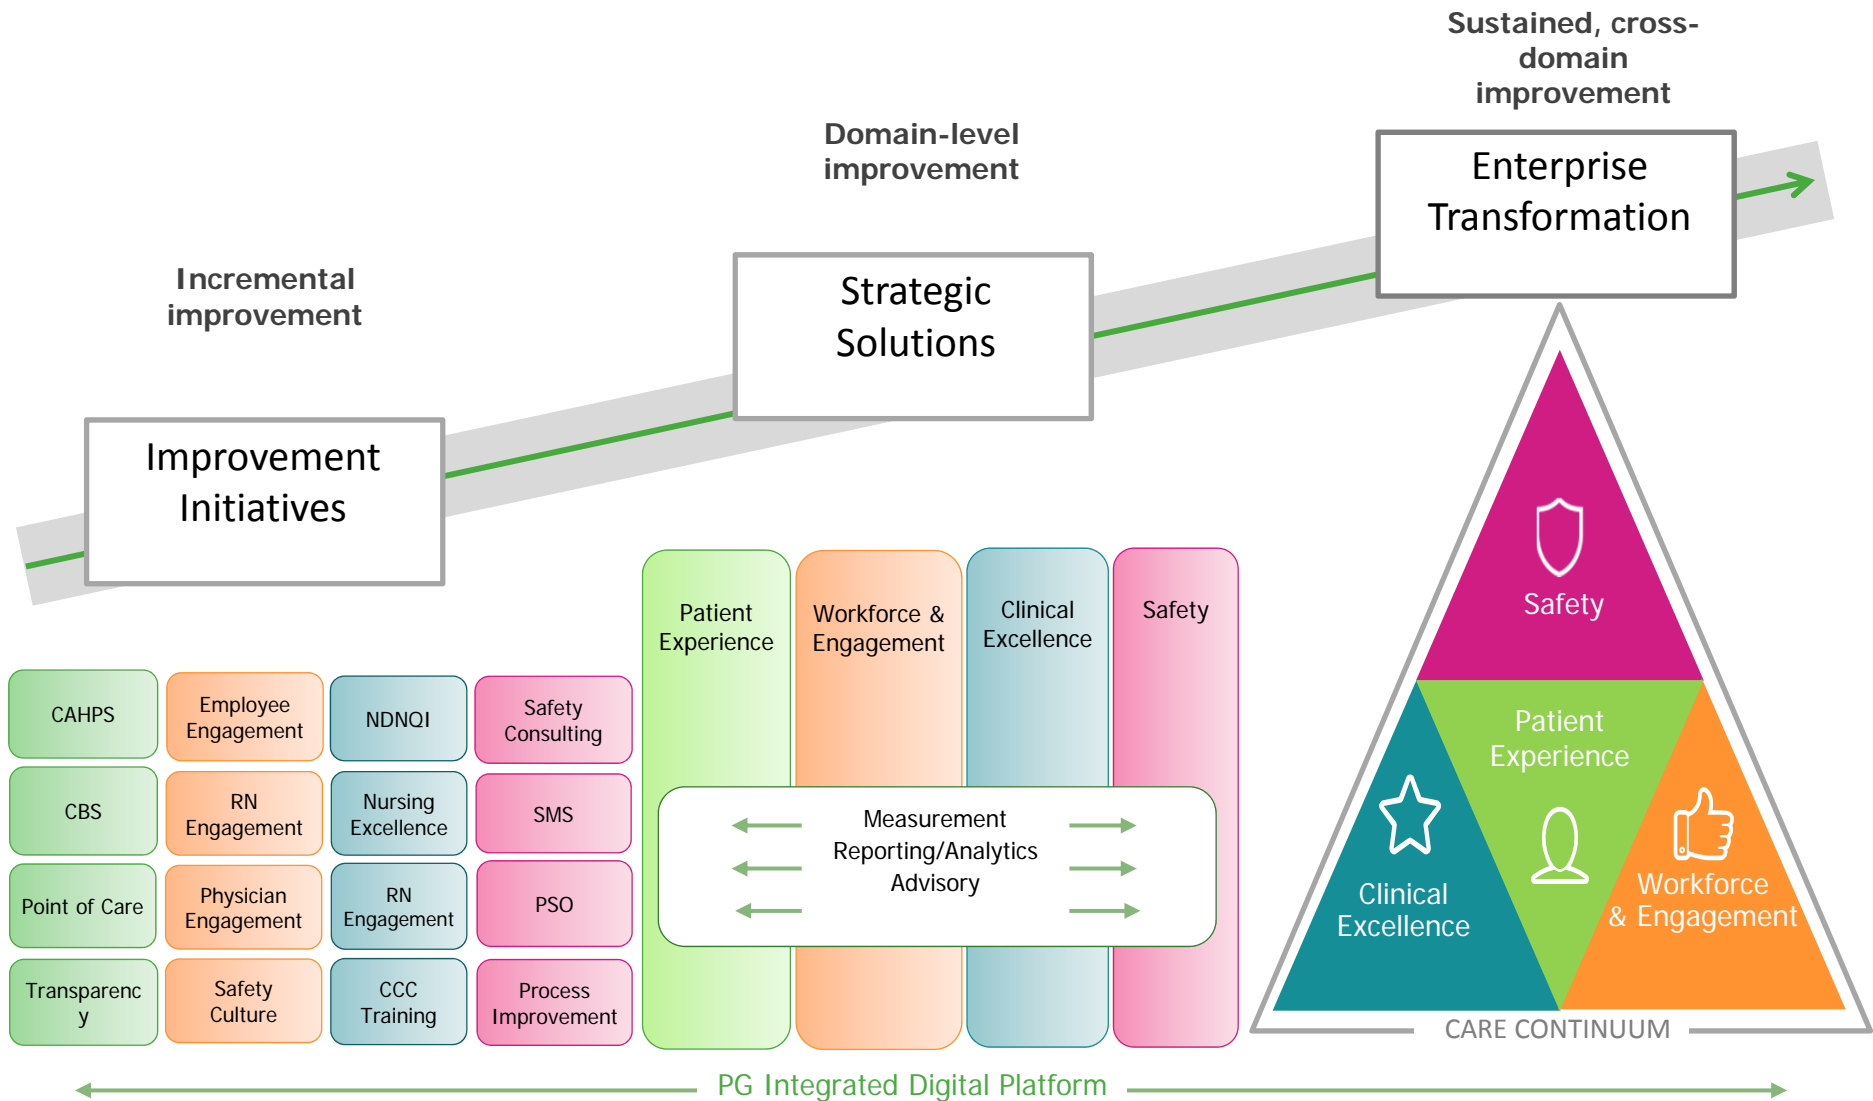 Sustained, cross-
domain
improvement
Enterprise
Transformation
Domain-level
improvement
Strategic
Solutions
Incremental
improvement
Improvement
Initiatives
CAHPS
Employee
Engagement
NDNQI
Safety
Consulting
CBS
RN
Engagement
Nursing
Excellence
SMS
Point of Care
Physician
Engagement
RN
Engagement
PSO
Transparenc
y
Safety
Culture
CCC
Training
Process
Improvement
Patient
Experience
Workforce &
Engagement
Clinical
Excellence
Safety
Measurement
Reporting/Analytics
Advisory
Safety
Patient
Experience
Clinical
Excellence
Workforce
& Engagement
CARE CONTINUUM
PG Integrated Digital Platform